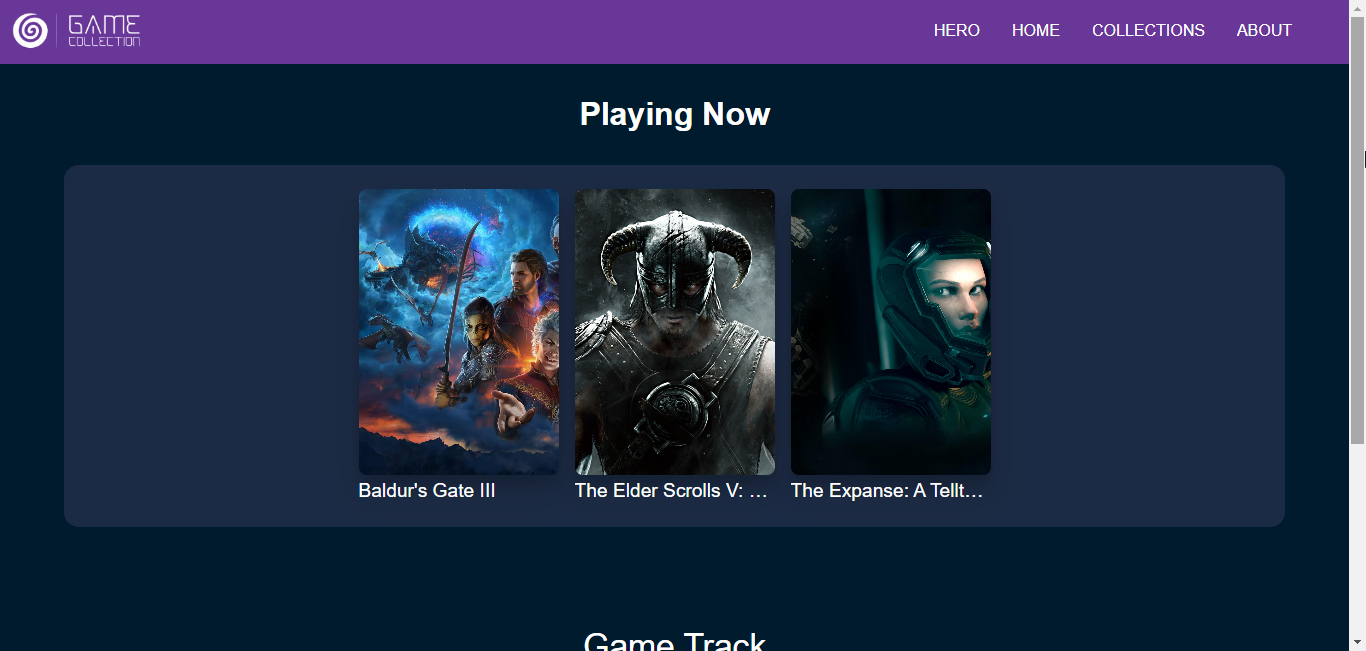 GAME
COLLECTION
HERO HOME COLLECTIONS ABOUT
Playing Now
Baldur's Gate III
The Elder Scrolls V: …
The Expanse: A Tellt…
Game Track